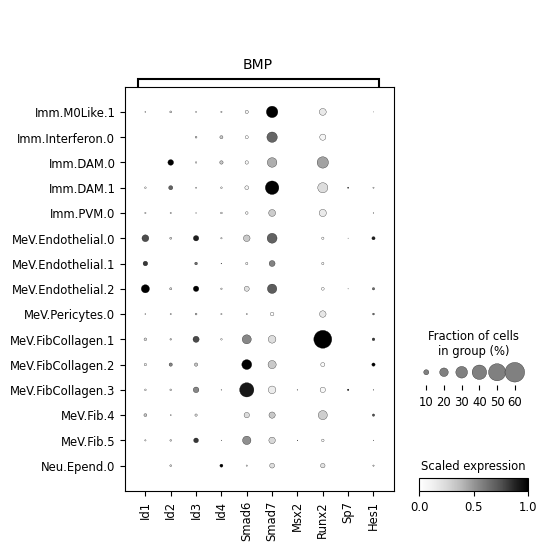 BMP
Imm.M0Like.1
Imm.Interferon.0
Imm.DAM.0
Imm.DAM.1
Imm.PVM.0
MeV.Endothelial.0
MeV.Endothelial.1
MeV.Endothelial.2
MeV.Pericytes.0
MeV.FibCollagen.1
MeV.FibCollagen.2
MeV.FibCollagen.3
MeV.Fib.4
MeV.Fib.5
Neu.Epend.0
Id1
Id2
Id3
Id4
Smad6
Smad7
Msx2
Runx2
Sp7
Hes1
Fraction of cells
in group (%)
10 20 30 40 50 60
Scaled expression
0.0 0.5 1.0